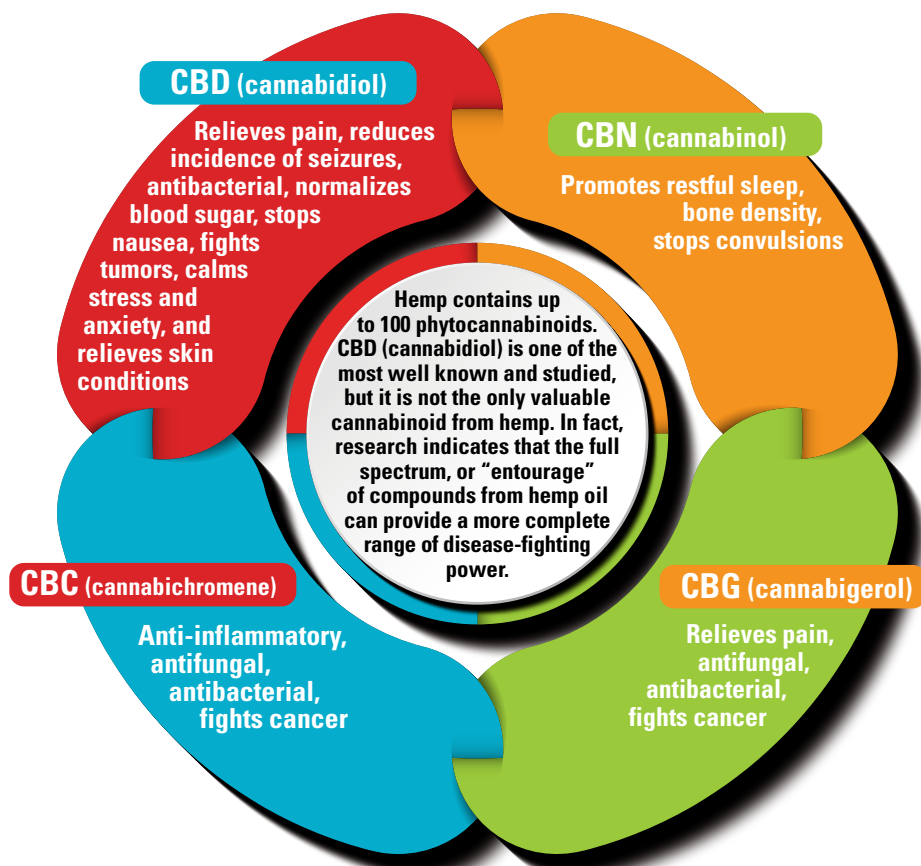 CBD (cannabidiol)
Relieves pain, reduces
incidence of seizures,
antibacterial, normalizes
blood sugar, stops
nausea, fights
tumors, calms
stress and
anxiety, and
relieves skin
conditions
CBN (cannabinol)
Promotes restful sleep,
bone density,
stops convulsions
Hemp contains up
to 100 phytocannabinoids.
CBD (cannabidiol) is one of the
most well known and studied,
but it is not the only valuable
cannabinoid from hemp. In fact,
research indicates that the full
spectrum, or “entourage”
of compounds from hemp oil
can provide a more complete
range of disease-fighting
power.
CBC (cannabichromene)
Anti-inflammatory,
antifungal,
antibacterial,
fights cancer
CBG (cannabigerol)
Relieves pain,
antifungal,
antibacterial,
fights cancer